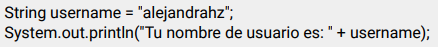 String username = "alejandrahz";
System.out.println("Tu nombre de usuario es: " + username);